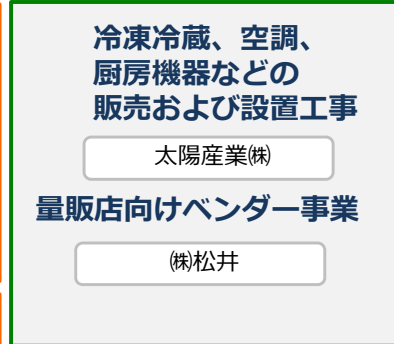 冷凍冷蔵、空調、
厨房機器などの
販売および設置工事
太陽産業㈱
量販店向けベンダー事業
㈱松井